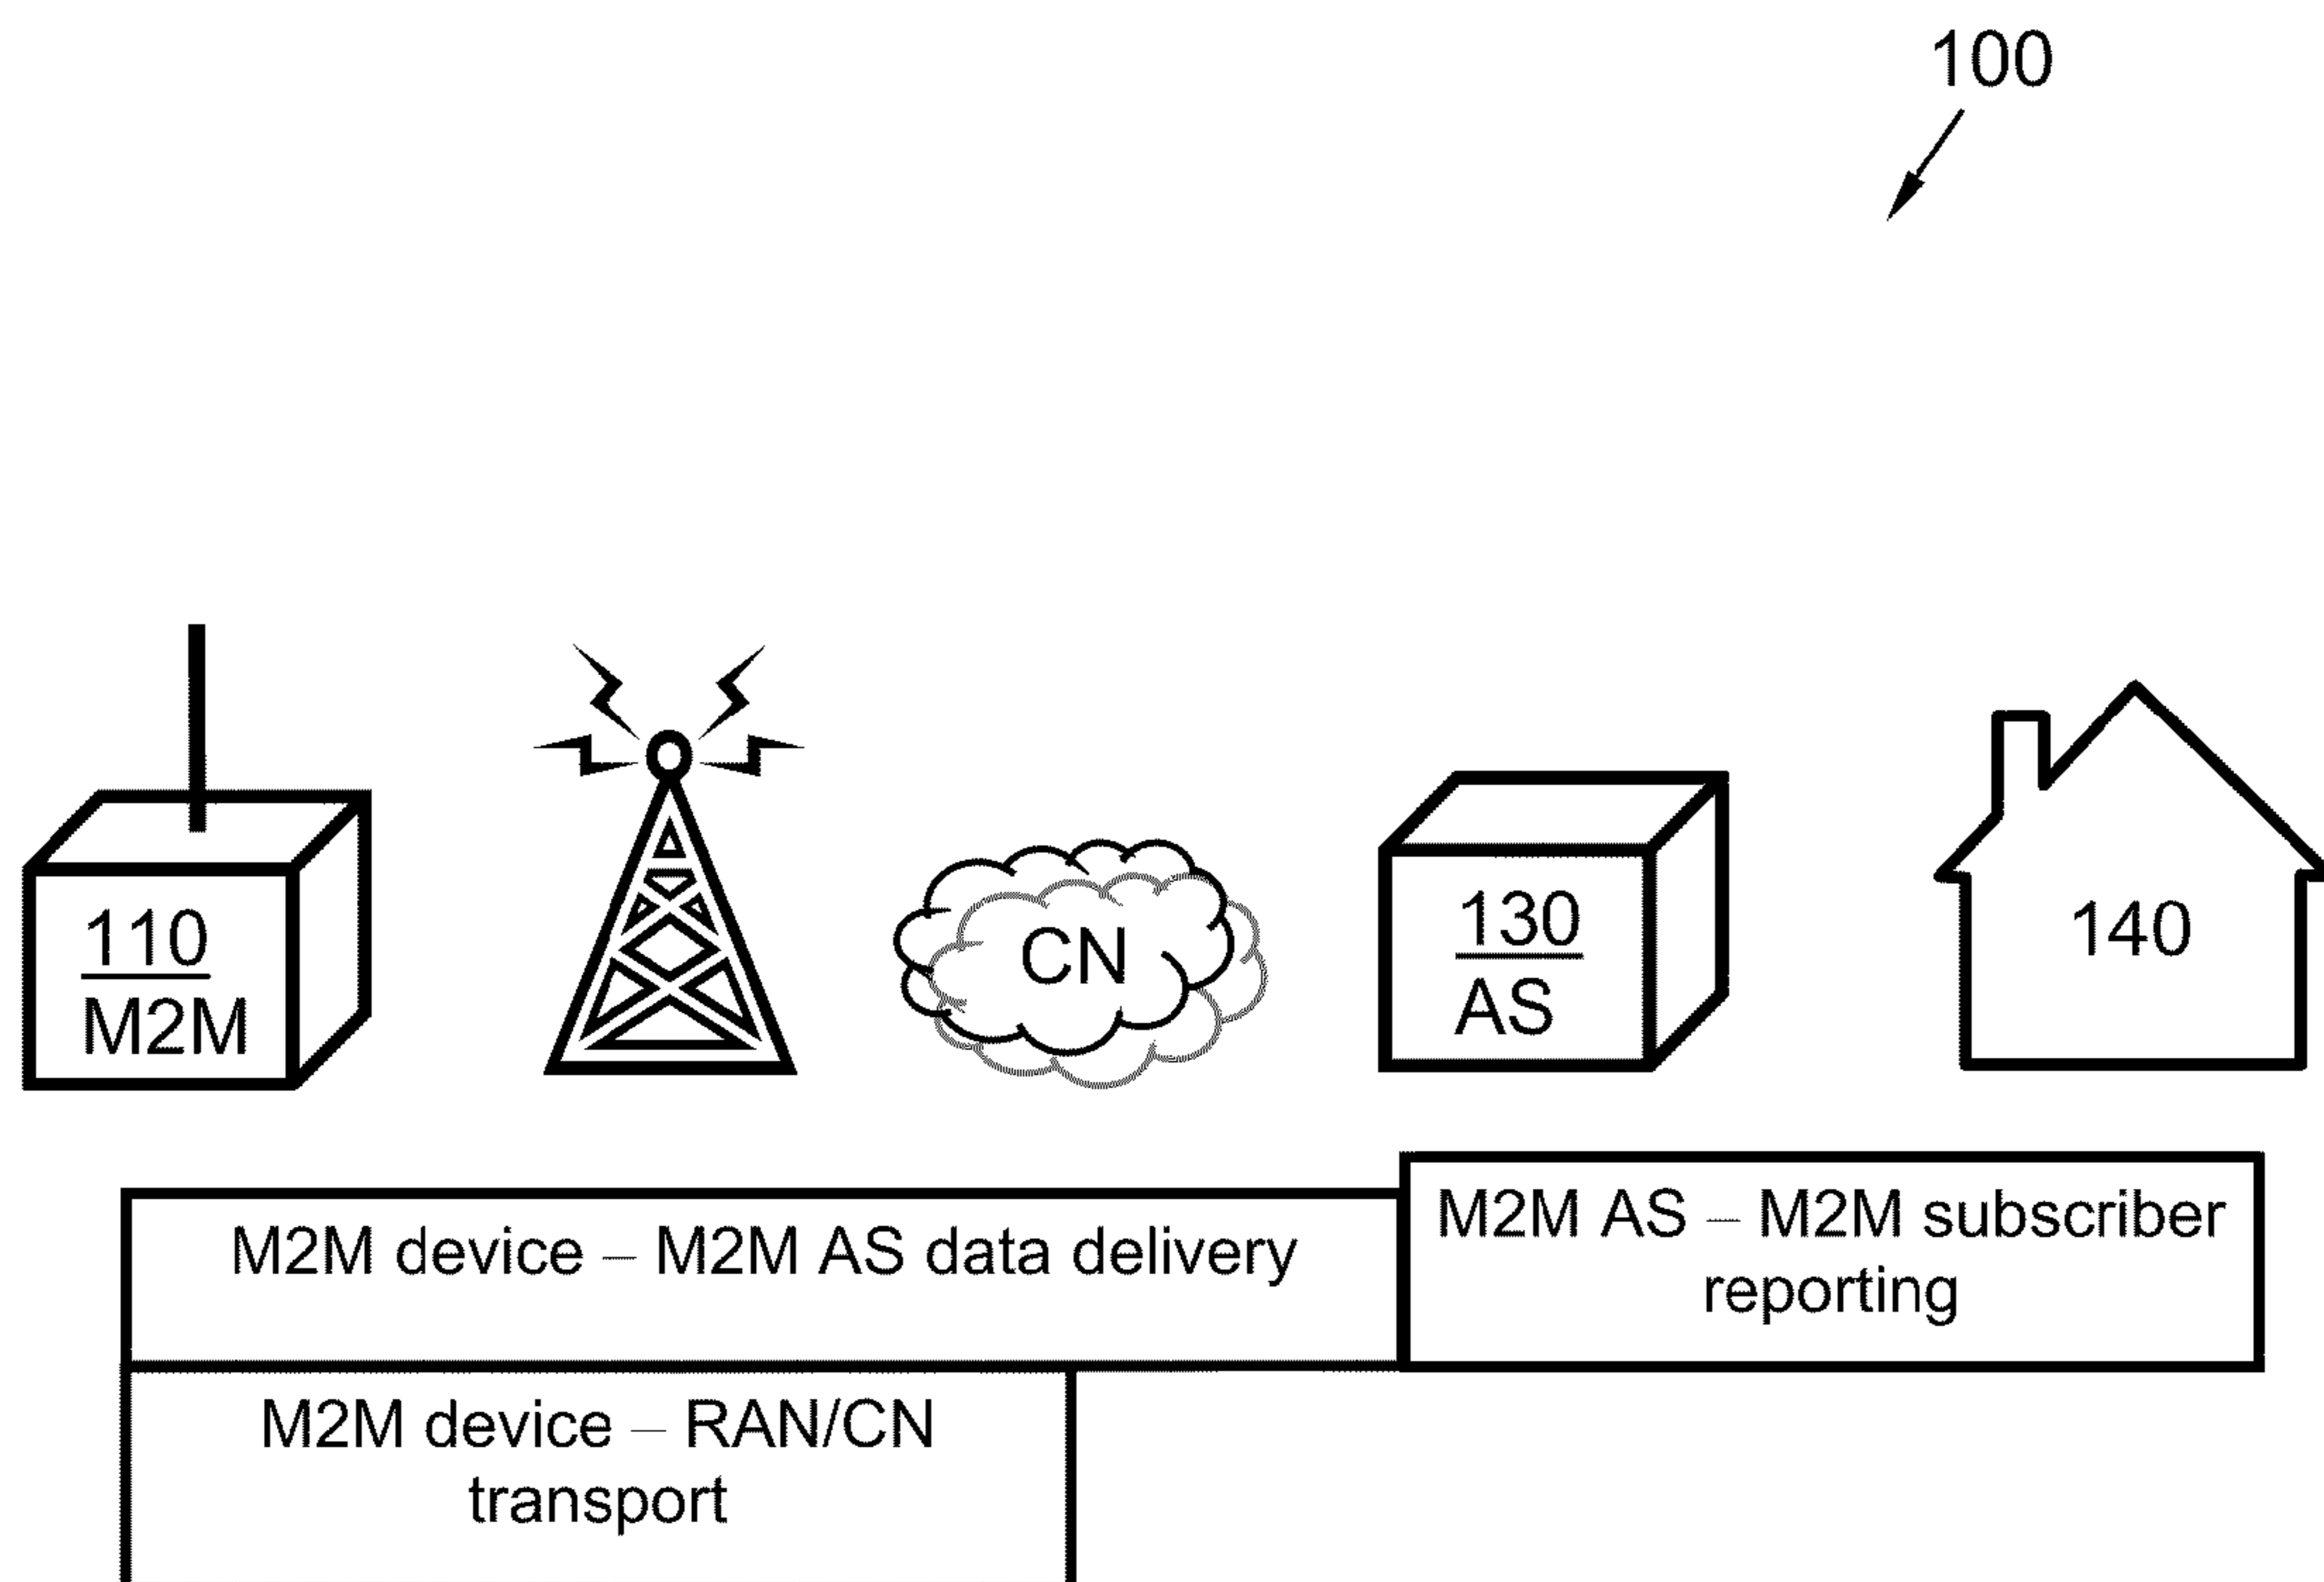 100
110
M2M
CN
130
AS
140
M2M device – M2M AS data delivery
M2M AS – M2M subscriber
reporting
M2M device – RAN/CN
transport